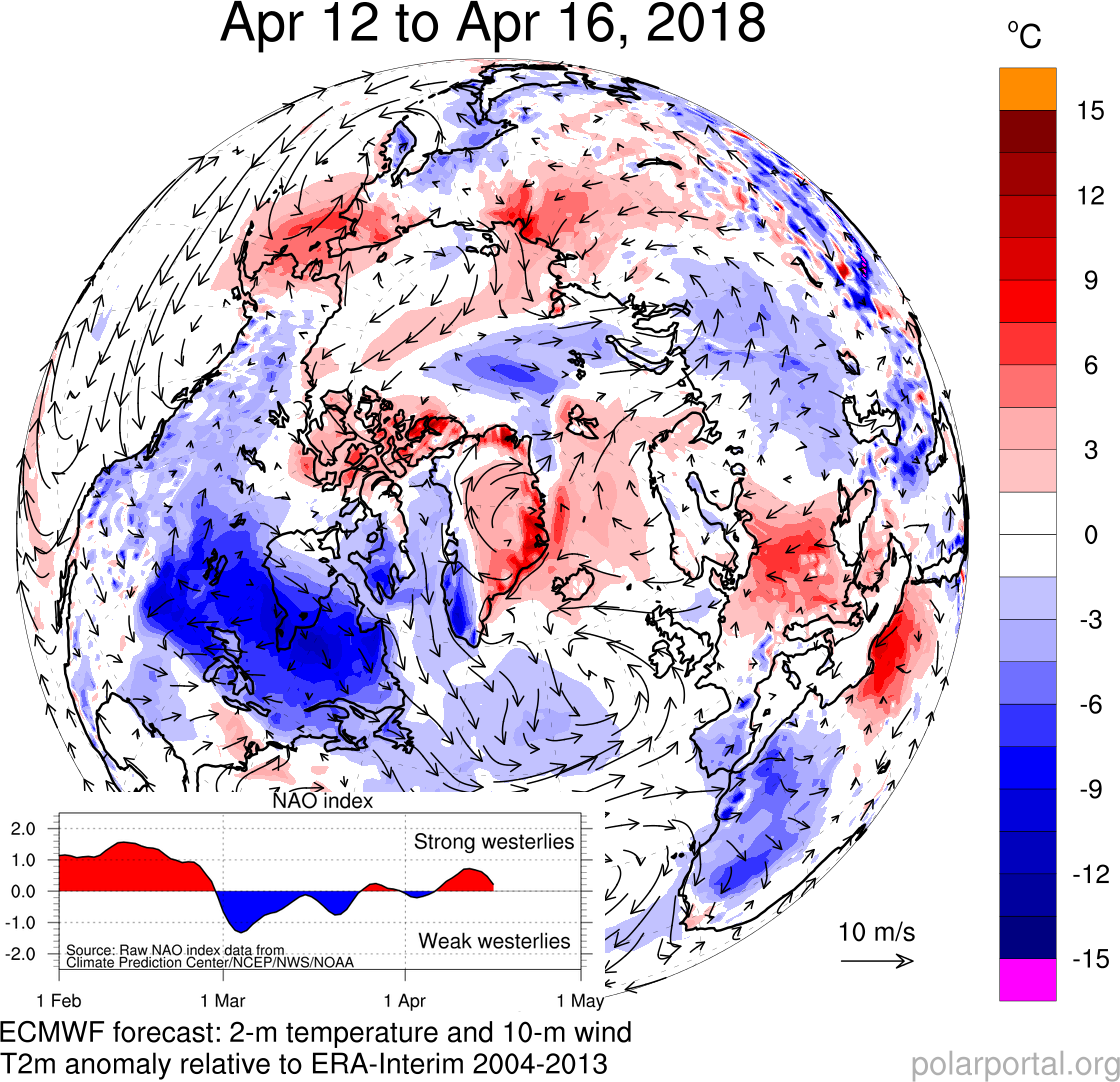 Apr 12 to Apr 16, 2018
oC
15
12
9
6
3
0
-3
-6
-9
-12
-15
10 m/s
NAO index
2.0
1.0
0.0
-1.0
-2.0
Strong westerlies
Weak westerlies
Source: Raw NAO index data from
Climate Prediction Center/NCEP/NWS/NOAA
1 Feb 1 Mar 1 Apr 1 May
ECMWF forecast: 2-m temperature and 10-m wind
T2m anomaly relative to ERA-Interim 2004-2013
polarportal.org